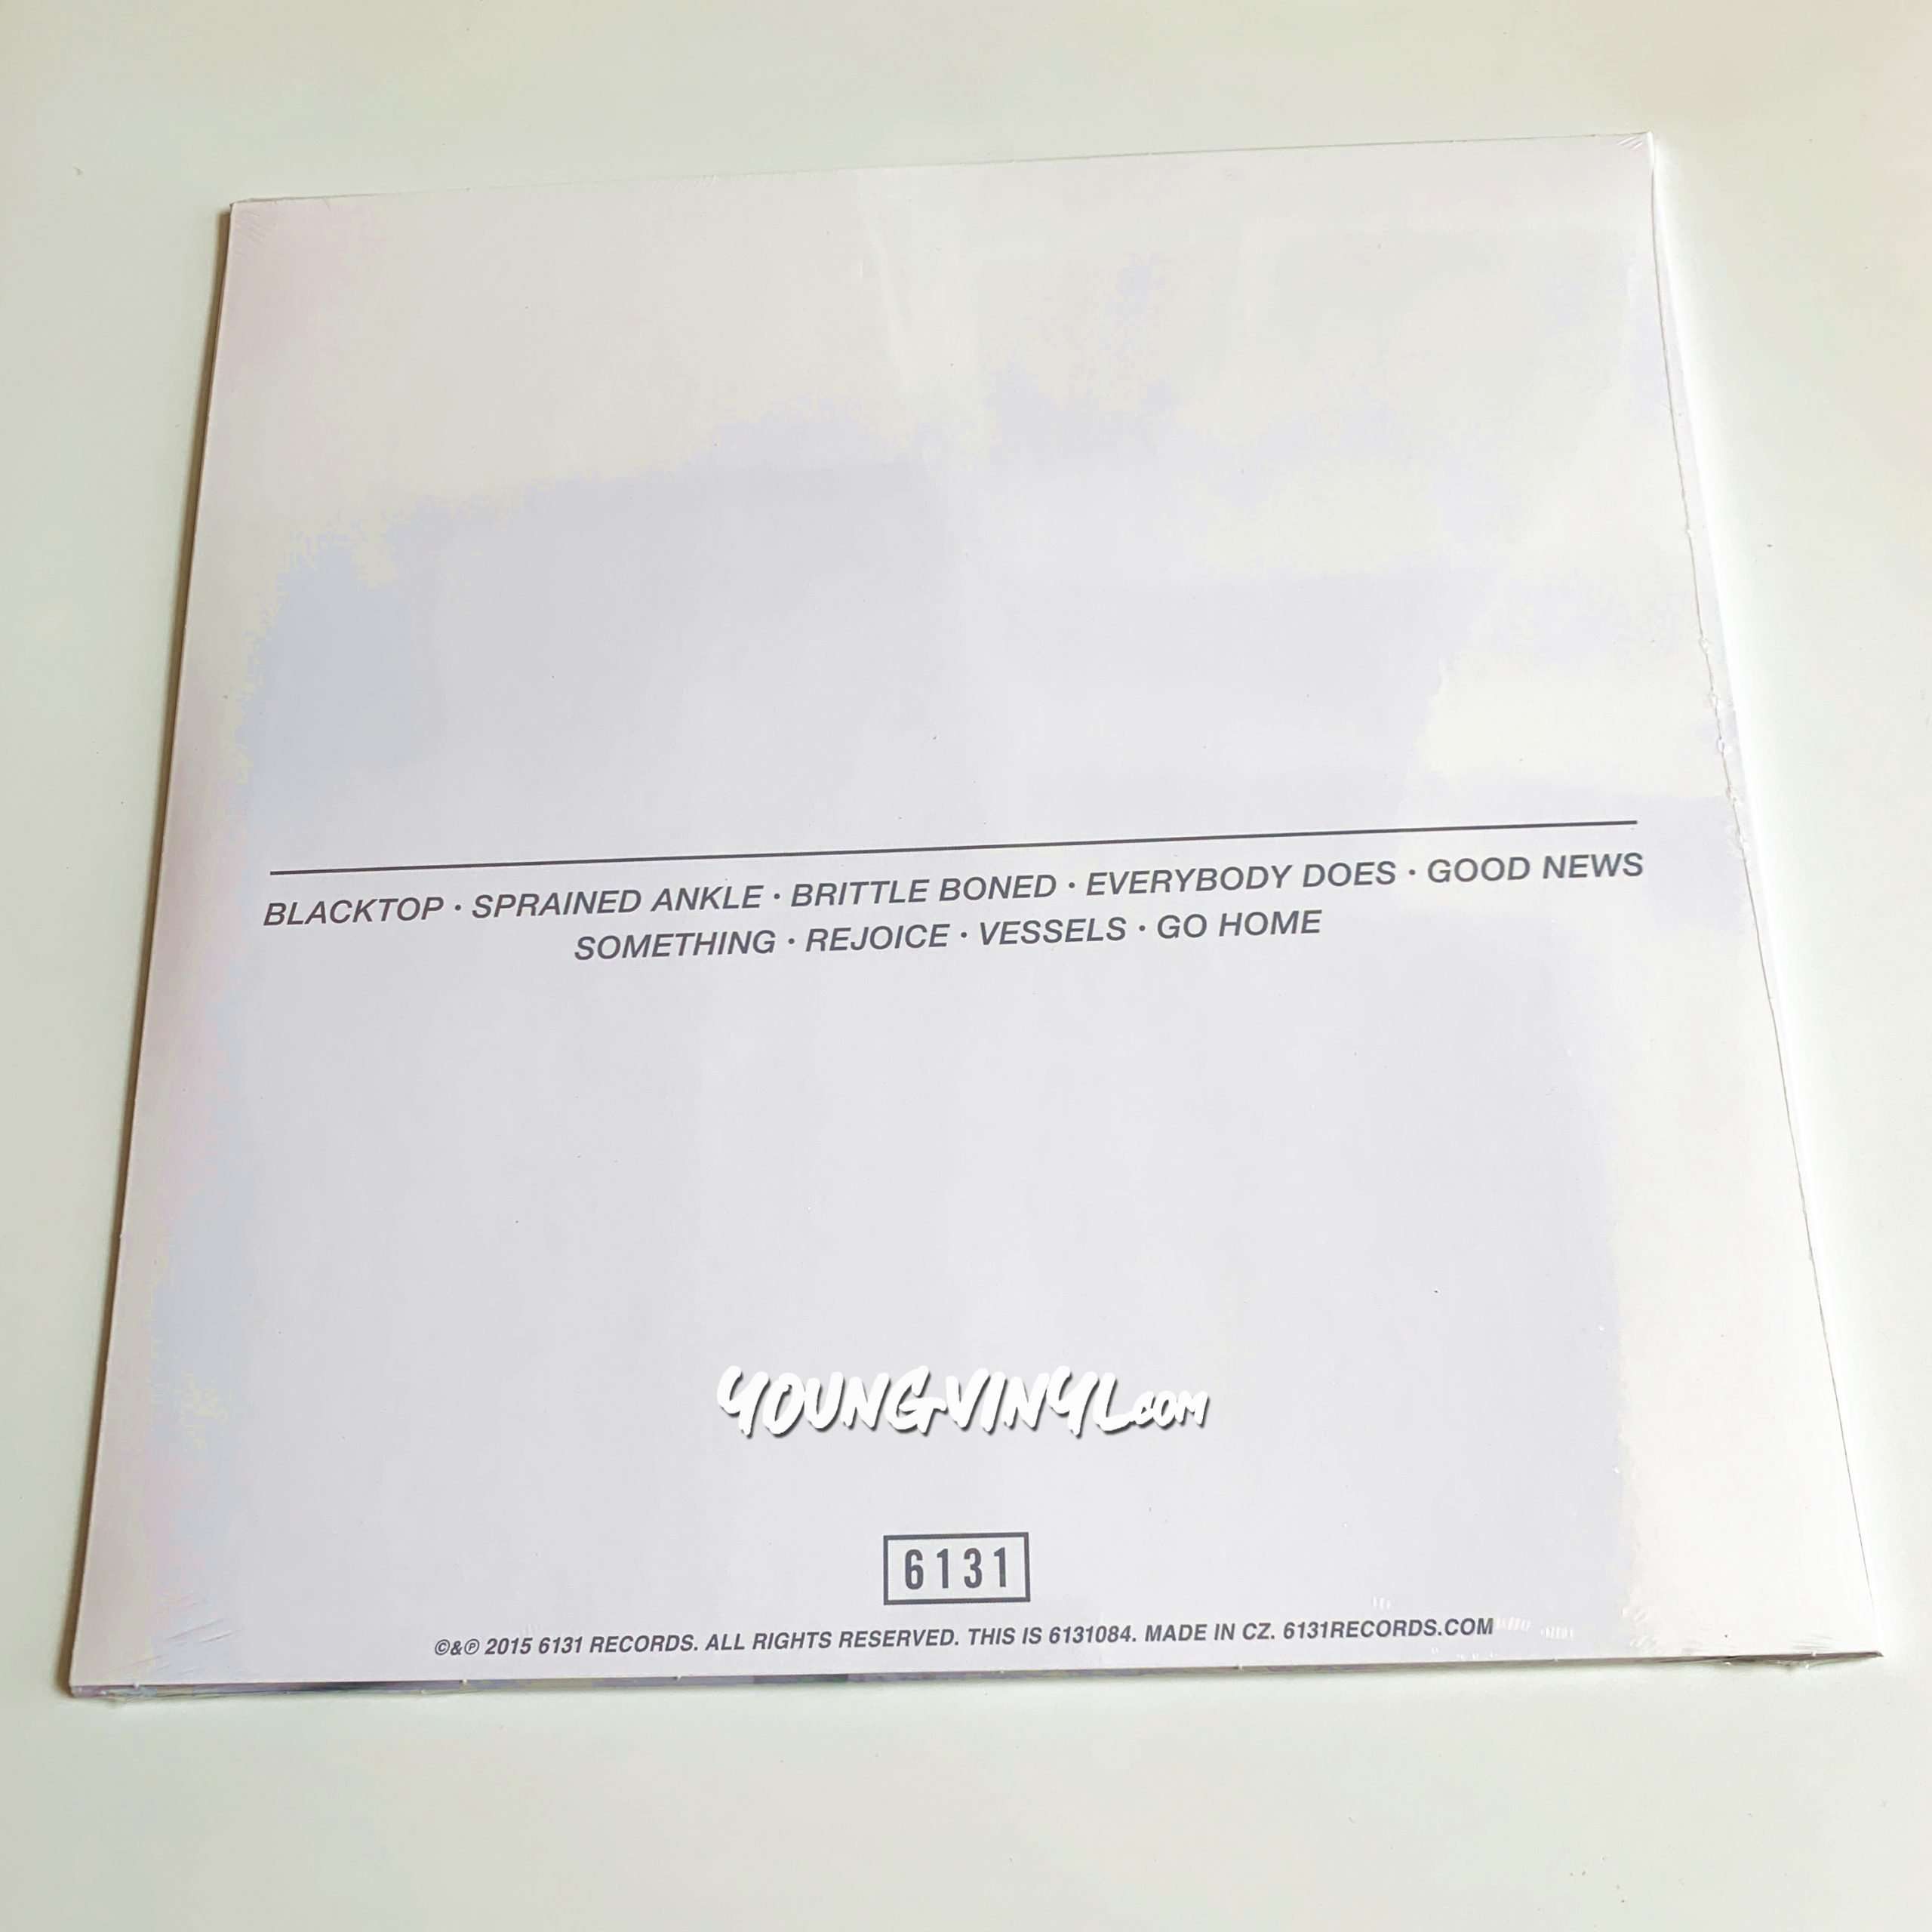 BLACKTOP · SPRAINED ANKLE · BRITTLE BONED · EVERYBODY DOES · GOOD NEWS
SOMETHING · REJOICE · VESSELS · GO HOME
YOUNGVINYL.COM
6131
©&℗ 2015 6131 RECORDS. ALL RIGHTS RESERVED. THIS IS 6131084. MADE IN CZ. 6131RECORDS.COM